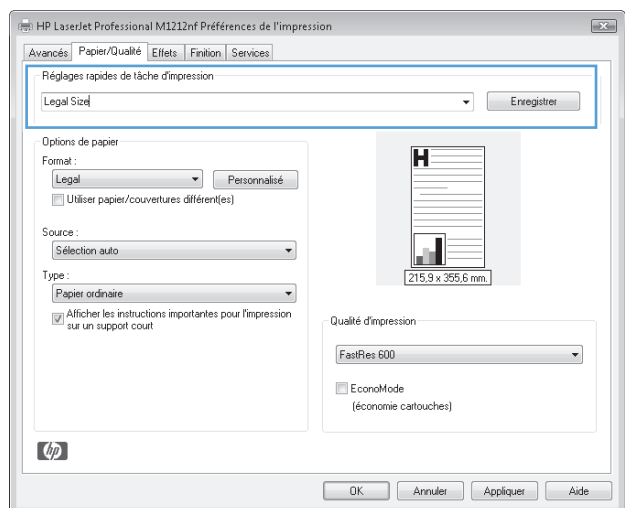 HP LaserJet Professional M1212nf Préférences de l'impression
Avancés Papier/Qualité Effets Finition Services
Réglages rapides de tâche d'impression
Legal Size Enregistrer
Options de papier
Format :
Legal Personnalisé
Utiliser papier/couvertures différent(es)
Source :
Sélection auto
Type :
Papier ordinaire
Afficher les instructions importantes pour l'impression
sur un support court
H
215,9 x 355,6 mm.
Qualité d'impression
FastRes 600
EconoMode
(économie cartouches)
hp
OK Annuler Appliquer Aide